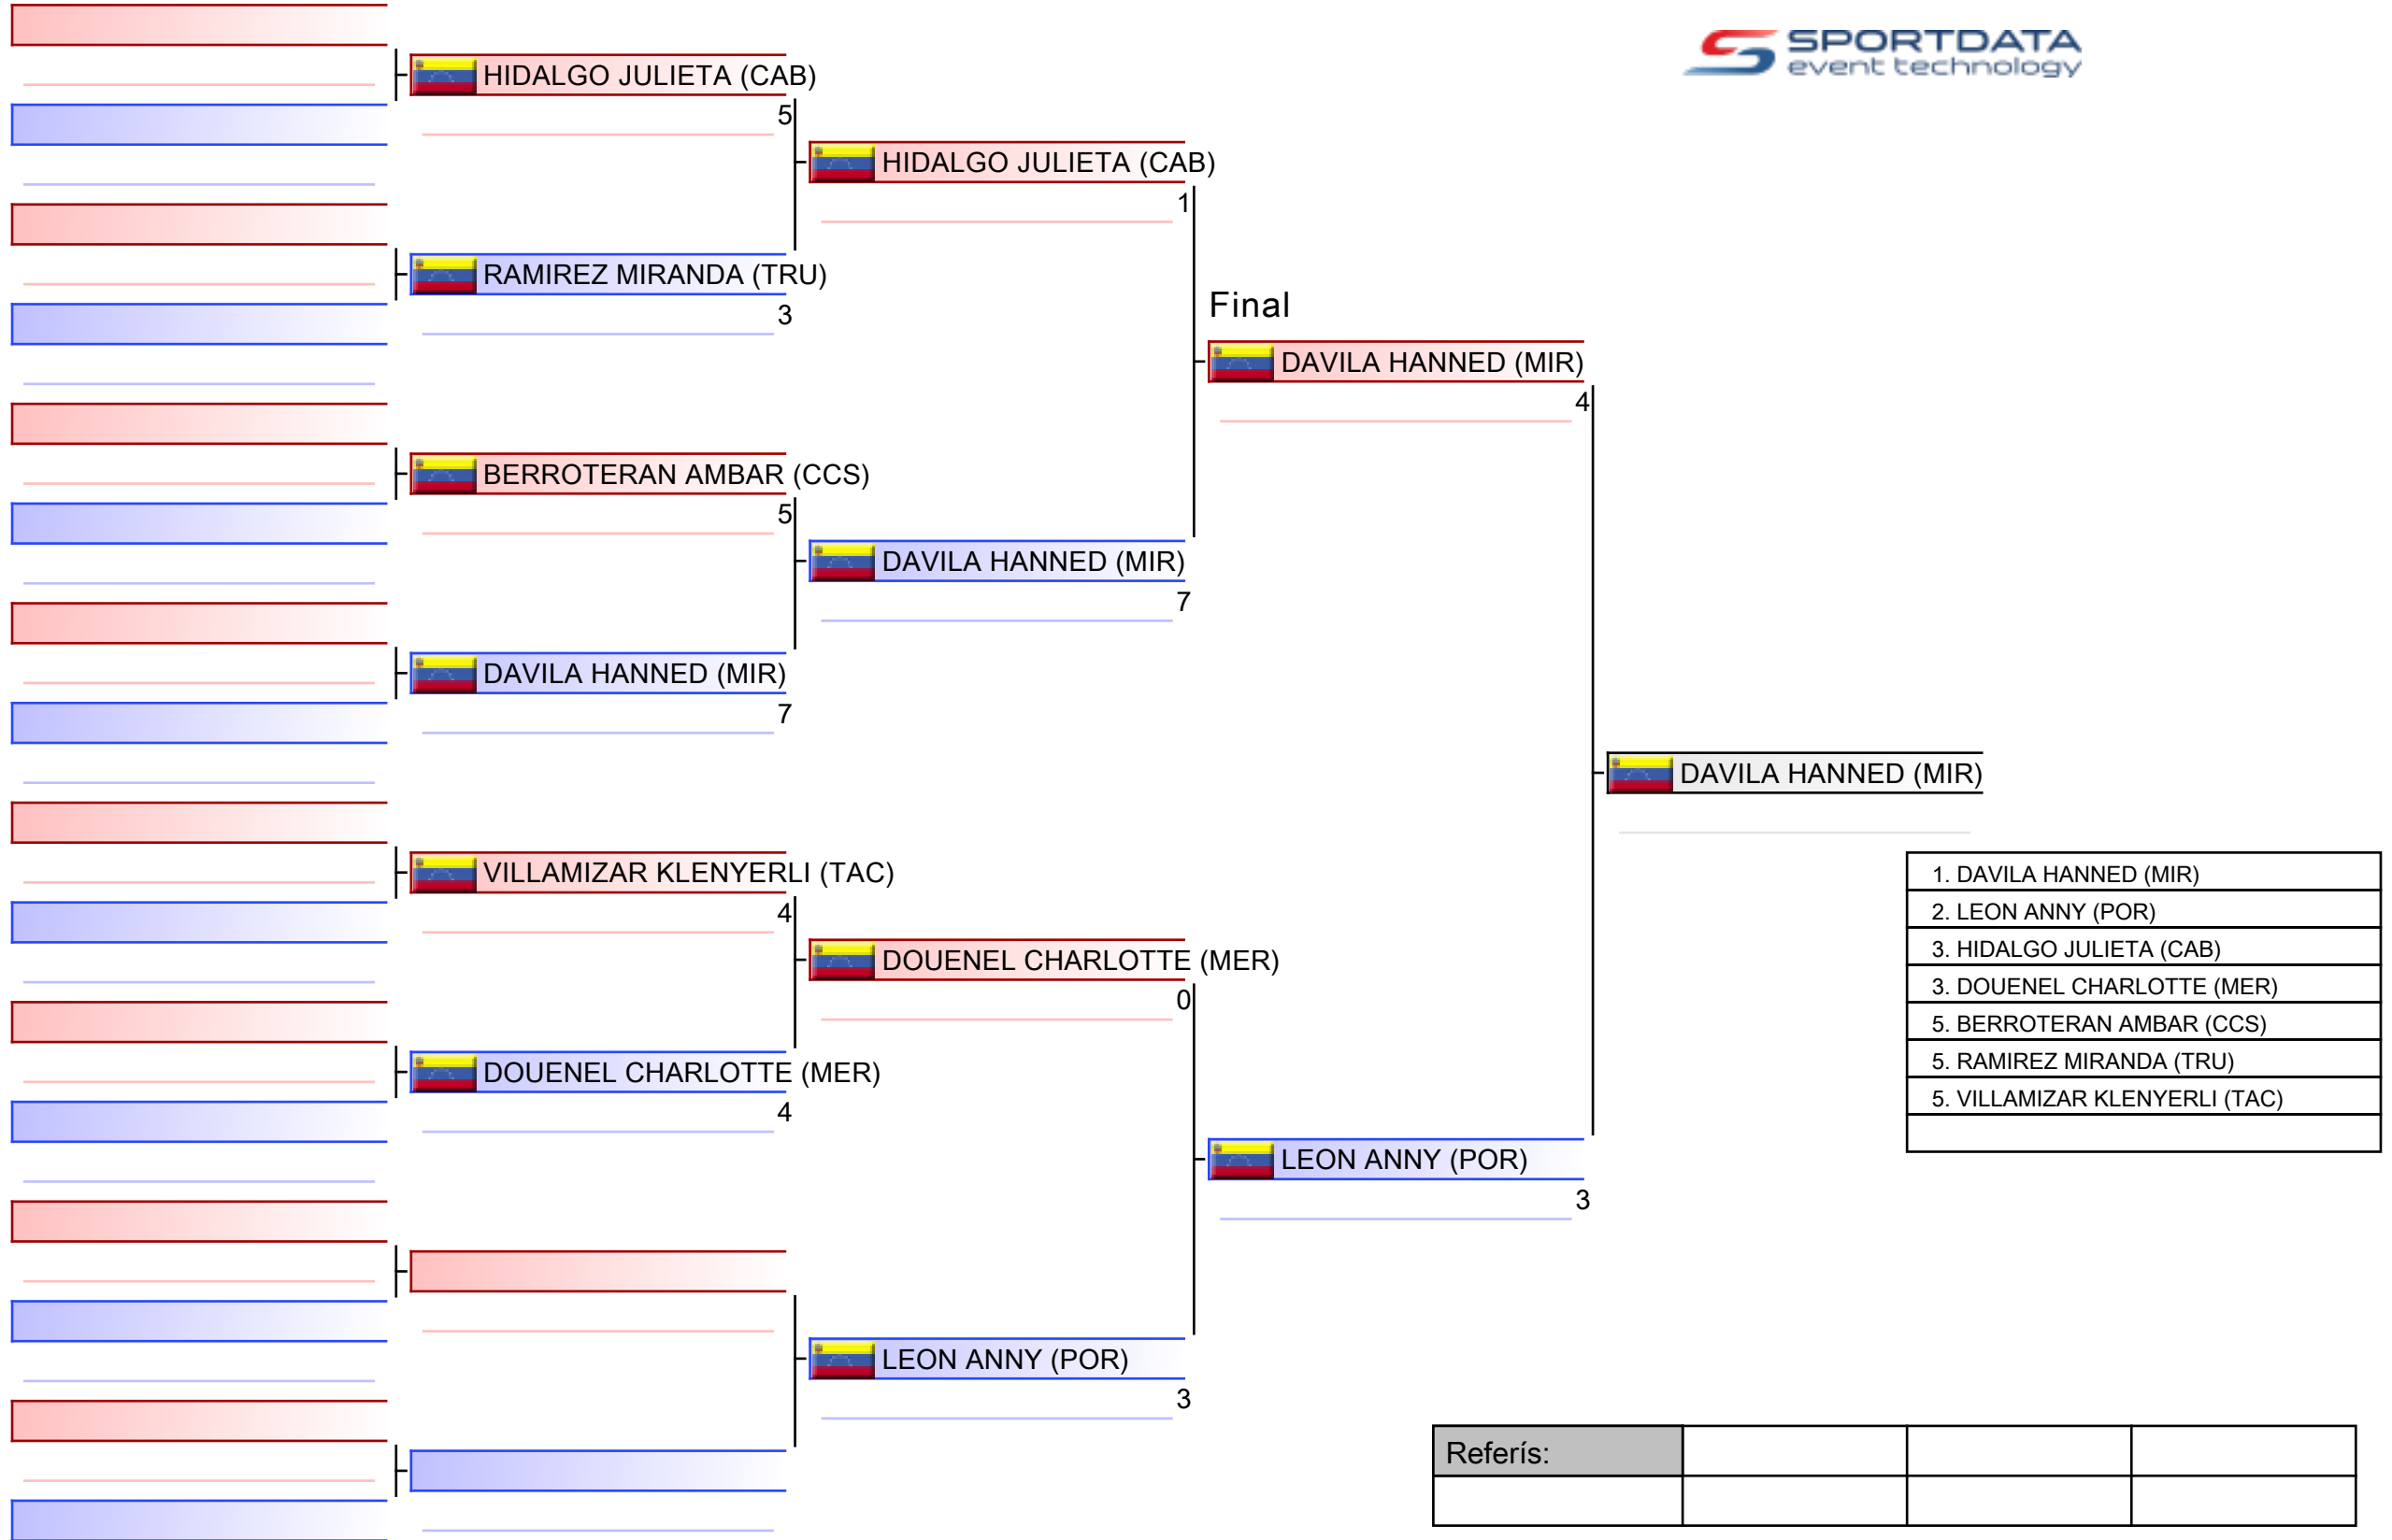 SPORTDATA
event technology
HIDALGO JULIETA (CAB)
5
HIDALGO JULIETA (CAB)
1
RAMIREZ MIRANDA (TRU)
3
Final
DAVILA HANNED (MIR)
4
BERROTERAN AMBAR (CCS)
5
DAVILA HANNED (MIR)
7
DAVILA HANNED (MIR)
7
DAVILA HANNED (MIR)
VILLAMIZAR KLENYERLI (TAC)
4
DOUENEL CHARLOTTE (MER)
0
DOUENEL CHARLOTTE (MER)
4
LEON ANNY (POR)
3
LEON ANNY (POR)
3
1. DAVILA HANNED (MIR)
2. LEON ANNY (POR)
3. HIDALGO JULIETA (CAB)
3. DOUENEL CHARLOTTE (MER)
5. BERROTERAN AMBAR (CCS)
5. RAMIREZ MIRANDA (TRU)
5. VILLAMIZAR KLENYERLI (TAC)
Referís: